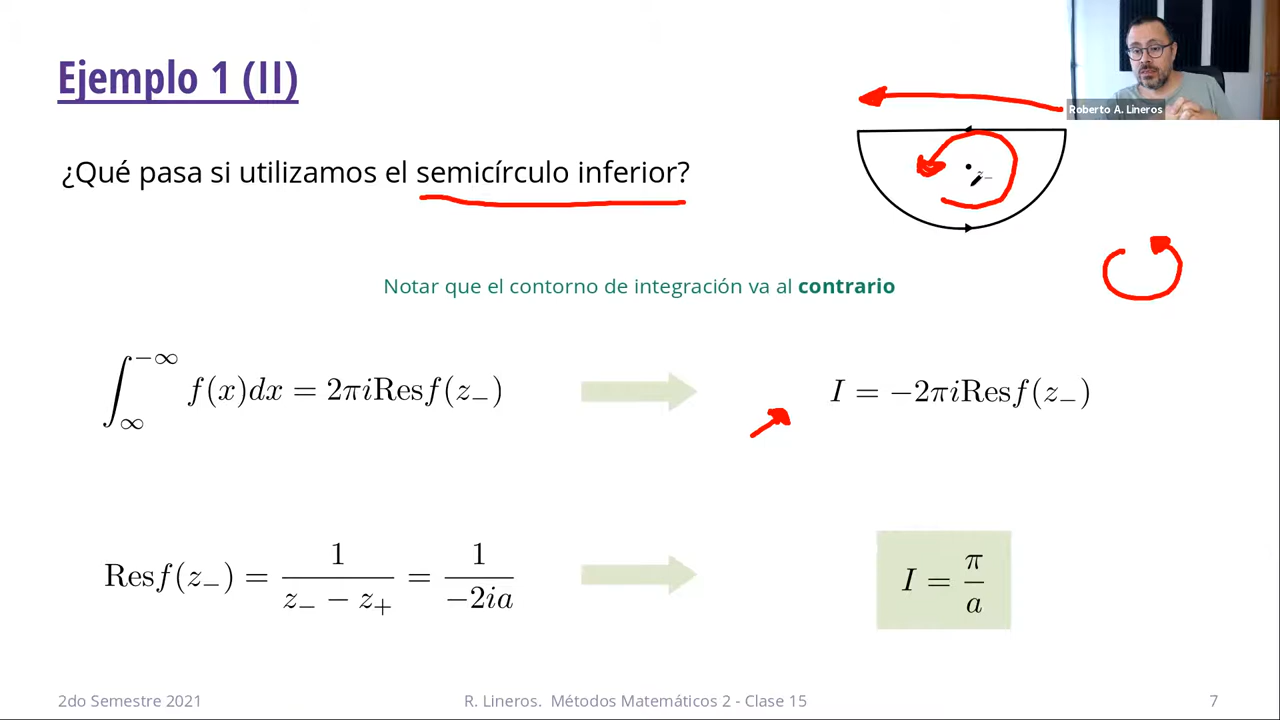 Ejemplo 1 (II)
Roberto A. Lineros
¿Qué pasa si utilizamos el semicírculo inferior?
z₋
Notar que el contorno de integración va al contrario
∫_{∞}^{−∞} f(x)dx = 2πiResf(z₋)
I = −2πiResf(z₋)
Resf(z₋) = 1/(z₋ − z₊) = 1/(−2ia)
I = π/a
2do Semestre 2021
R. Lineros. Métodos Matemáticos 2 - Clase 15
7